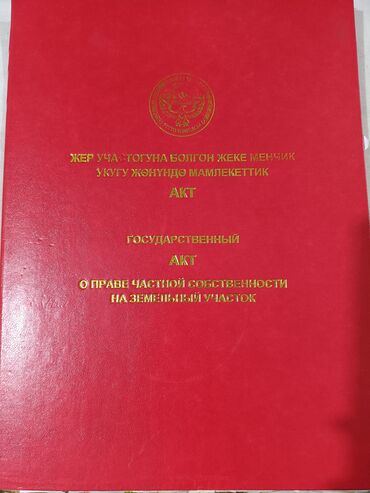 ЖЕР УЧАСТОГУНА БОЛГОН ЖЕКЕ МЕНЧИК
УКУГУ ЖӨНҮНДӨ МАМЛЕКЕТТИК
АКТ
ГОСУДАРСТВЕННЫЙ
АКТ
О ПРАВЕ ЧАСТНОЙ СОБСТВЕННОСТИ
НА ЗЕМЕЛЬНЫЙ УЧАСТОК